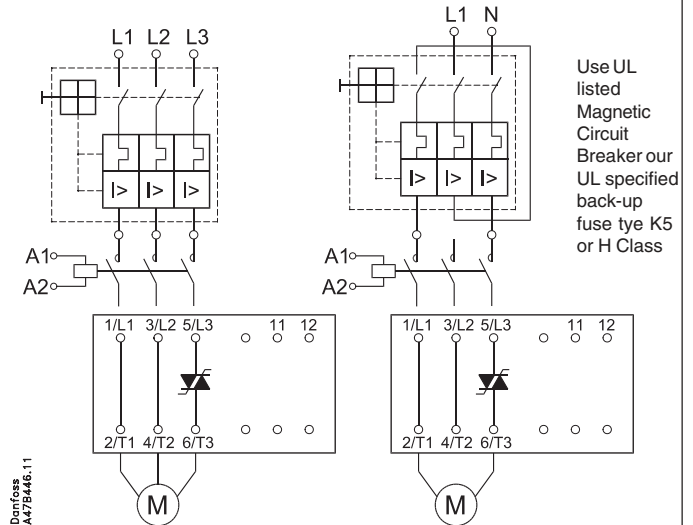 L1 L2 L3
I> I> I>
A1
A2
1/L1 3/L2 5/L3 11 12
2/T1 4/T2 6/T3
M
L1 N
I> I> I>
A1
A2
1/L1 3/L2 5/L3 11 12
2/T1 4/T2 6/T3
M
Use UL
listed
Magnetic
Circuit
Breaker our
UL specified
back-up
fuse tye K5
or H Class
Danfoss
A47B446.11